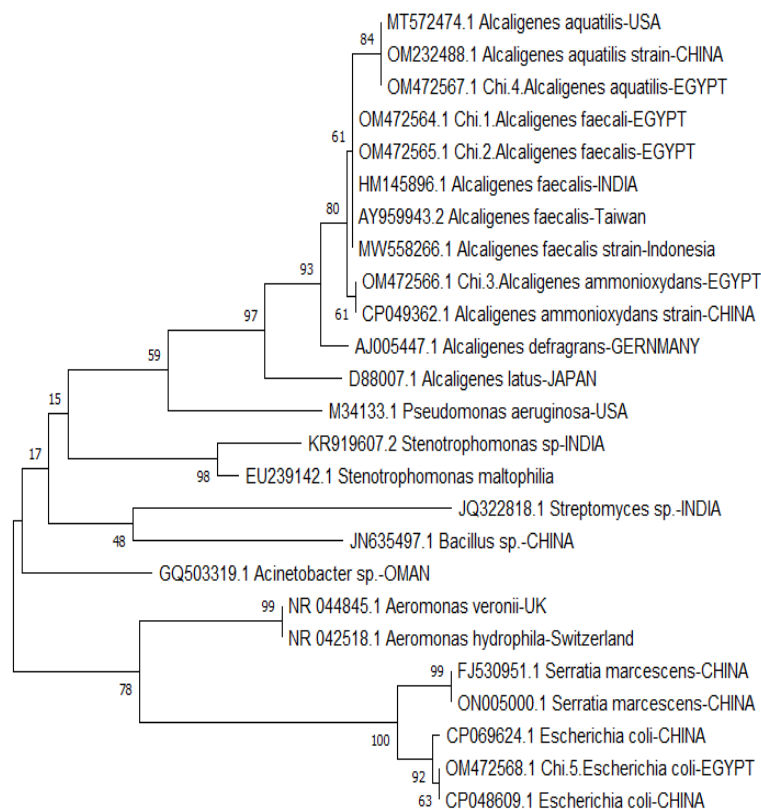 MT572474.1 Alcaligenes aquatilis-USA
84
OM232488.1 Alcaligenes aquatilis strain-CHINA
OM472567.1 Chi.4.Alcaligenes aquatilis-EGYPT
OM472564.1 Chi.1.Alcaligenes faecali-EGYPT
61
OM472565.1 Chi.2.Alcaligenes faecalis-EGYPT
HM145896.1 Alcaligenes faecalis-INDIA
80
AY959943.2 Alcaligenes faecalis-Taiwan
MW558266.1 Alcaligenes faecalis strain-Indonesia
93
OM472566.1 Chi.3.Alcaligenes ammonioxydans-EGYPT
61
CP049362.1 Alcaligenes ammonioxydans strain-CHINA
97
AJ005447.1 Alcaligenes defragrans-GERNMANY
59
D88007.1 Alcaligenes latus-JAPAN
15
M34133.1 Pseudomonas aeruginosa-USA
17
KR919607.2 Stenotrophomonas sp-INDIA
98
EU239142.1 Stenotrophomonas maltophilia
JQ322818.1 Streptomyces sp.-INDIA
48
JN635497.1 Bacillus sp.-CHINA
GQ503319.1 Acinetobacter sp.-OMAN
99
NR 044845.1 Aeromonas veronii-UK
NR 042518.1 Aeromonas hydrophila-Switzerland
78
99
FJ530951.1 Serratia marcescens-CHINA
ON005000.1 Serratia marcescens-CHINA
100
CP069624.1 Escherichia coli-CHINA
92
OM472568.1 Chi.5.Escherichia coli-EGYPT
63
CP048609.1 Escherichia coli-CHINA